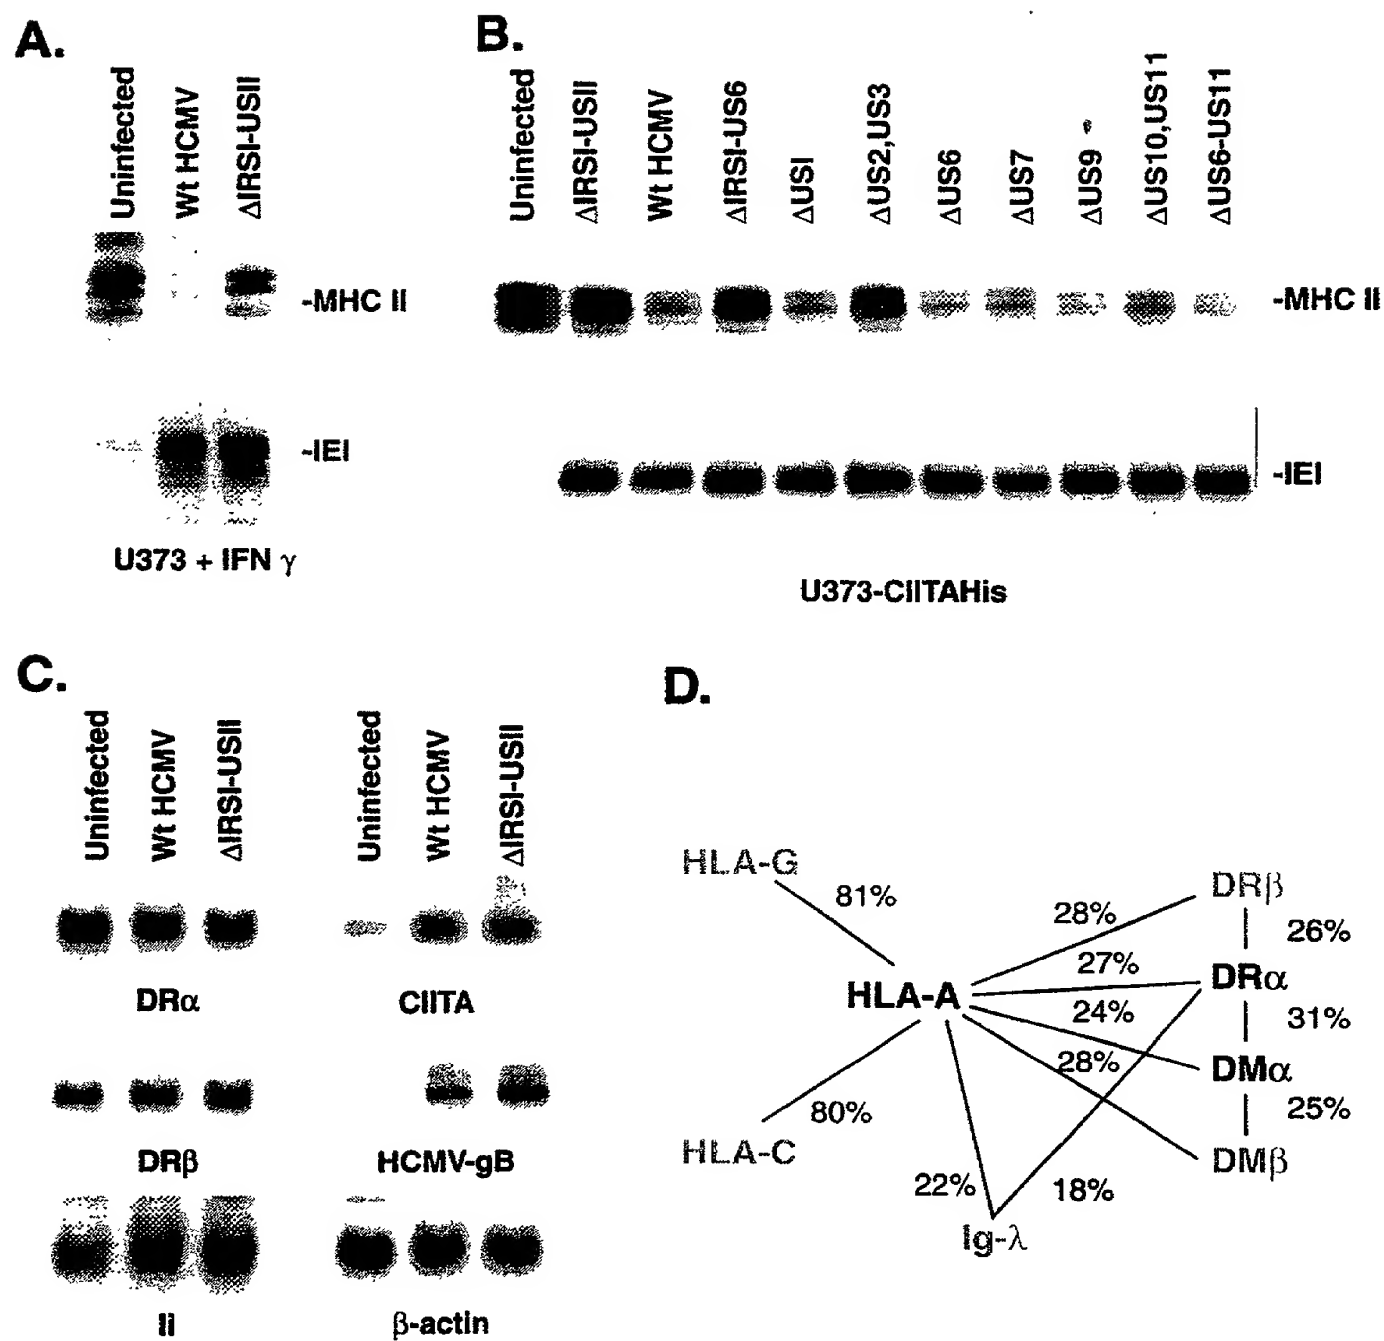 A.
Uninfected
Wt HCMV
ΔIRSI-USII
-MHC II
-IEI
U373 + IFN γ
B.
Uninfected
ΔIRSI-USII
Wt HCMV
ΔIRSI-US6
ΔUSI
ΔUS2,US3
ΔUS6
ΔUS7
ΔUS9
ΔUS10,US11
ΔUS6-US11
-MHC II
-IEI
U373-CIITAHis
C.
Uninfected
Wt HCMV
ΔIRSI-USII
DRα
DRβ
Ii
Uninfected
Wt HCMV
ΔIRSI-USII
CIITA
HCMV-gB
β-actin
D.
HLA-G
81%
28%
DRβ
26%
27%
HLA-A
DRα
24%
31%
28%
DMα
80%
25%
HLA-C
DMβ
22%
18%
Ig-λ